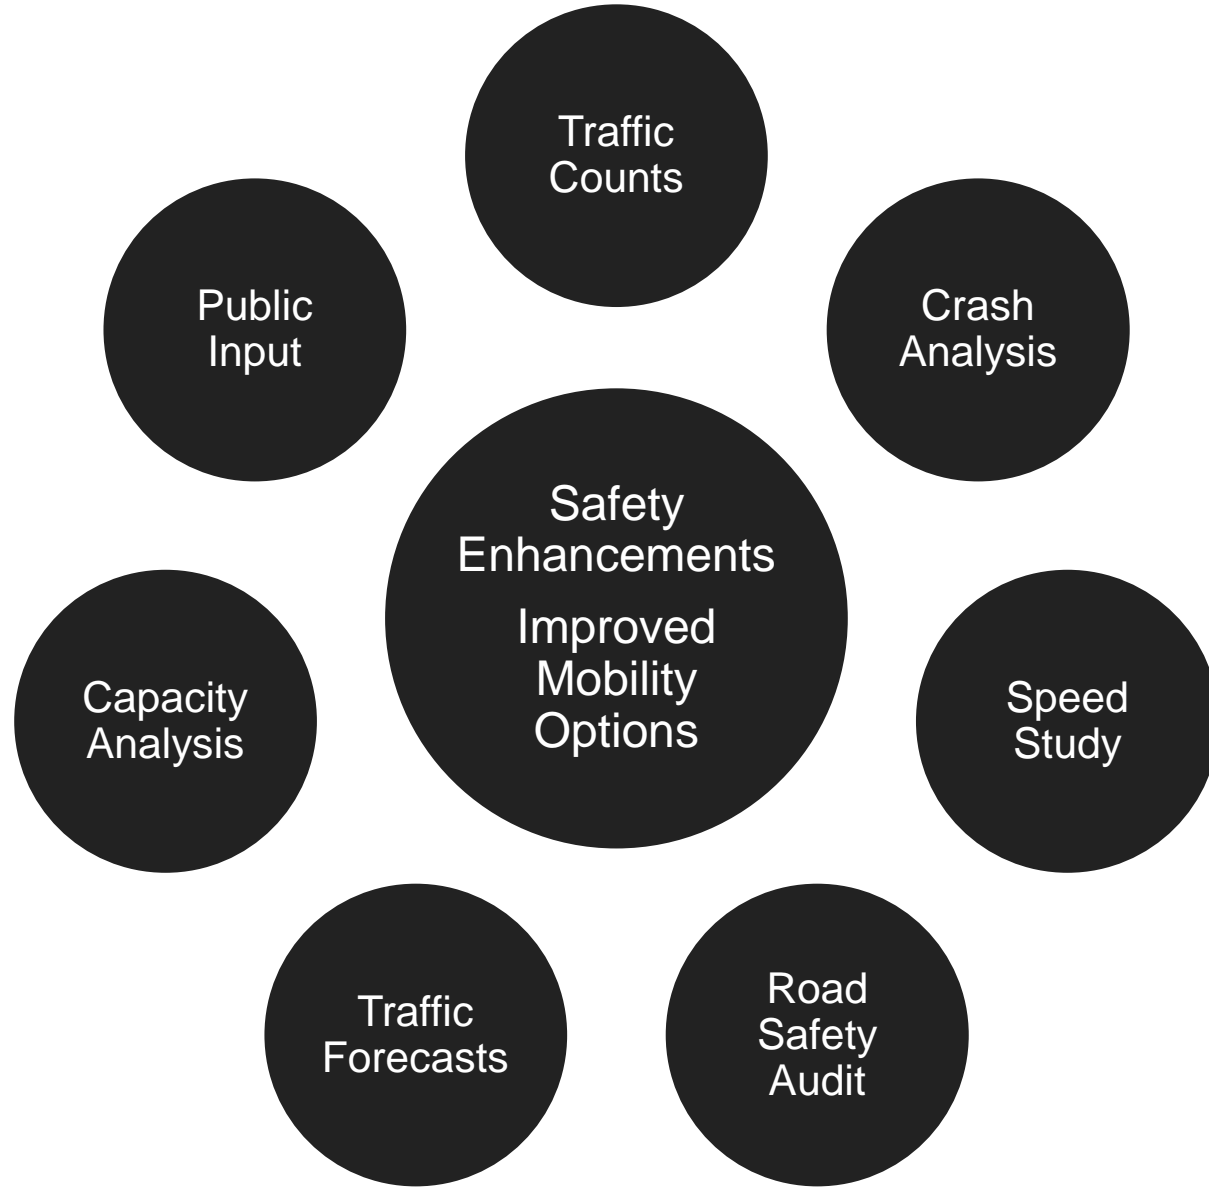 Traffic
Counts
Public
Input
Crash
Analysis
Safety
Enhancements
Improved
Mobility
Options
Capacity
Analysis
Speed
Study
Traffic
Forecasts
Road
Safety
Audit